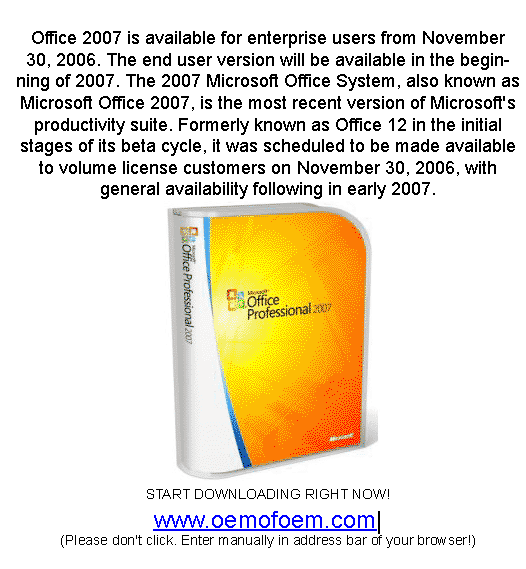 Office 2007 is available for enterprise users from November
30, 2006. The end user version will be available in the begin-
ning of 2007. The 2007 Microsoft Office System, also known as
Microsoft Office 2007, is the most recent version of Microsoft's
productivity suite. Formerly known as Office 12 in the initial
stages of its beta cycle, it was scheduled to be made available
to volume license customers on November 30, 2006, with
general availability following in early 2007.
Microsoft
Office Professional 2007
Microsoft
Office
Professional 2007
Microsoft
START DOWNLOADING RIGHT NOW!
www.oemofoem.com
(Please don't click. Enter manually in address bar of your browser!)